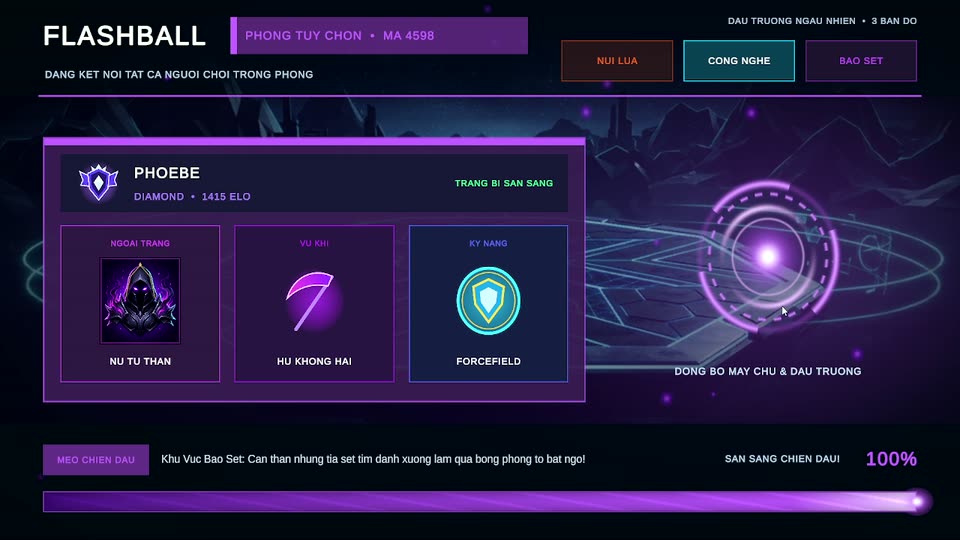 FLASHBALL
PHONG TUY CHON • MA 4598
DAU TRUONG NGAU NHIEN • 3 BAN DO
NUI LUA
CONG NGHE
BAO SET
DANG KET NOI TAT CA NGUOI CHOI TRONG PHONG
PHOEBE
DIAMOND • 1415 ELO
TRANG BI SAN SANG
NGOAI TRANG
VU KHI
KY NANG
NU TU THAN
HU KHONG HAI
FORCEFIELD
DONG BO MAY CHU & DAU TRUONG
MEO CHIEN DAU
Khu Vuc Bao Set: Can than nhung tia set tim danh xuong lam qua bong phong to bat ngo!
SAN SANG CHIEN DAU!
100%